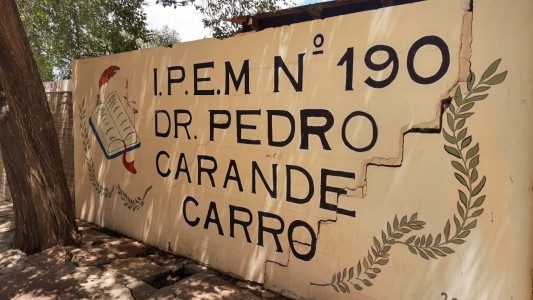 I.P.E.M Nº 190
DR. PEDRO
CARANDE
CARRO